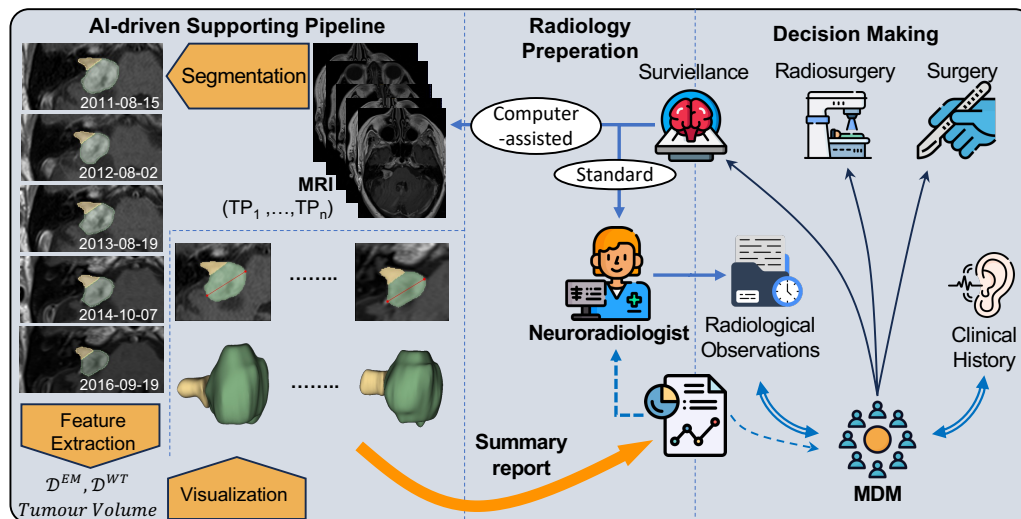 AI-driven Supporting Pipeline
Segmentation
2011-08-15
2012-08-02
2013-08-19
2014-10-07
2016-09-19
MRI
(TP1 ,…,TPn)
........
........
Feature
Extraction
𝒟^EM, 𝒟^WT
Tumour Volume
Visualization
Radiology
Preperation
Computer
-assisted
Standard
Neuroradiologist
Summary
report
Decision Making
Surviellance
Radiosurgery
Surgery
Radiological
Observations
Clinical
History
MDM